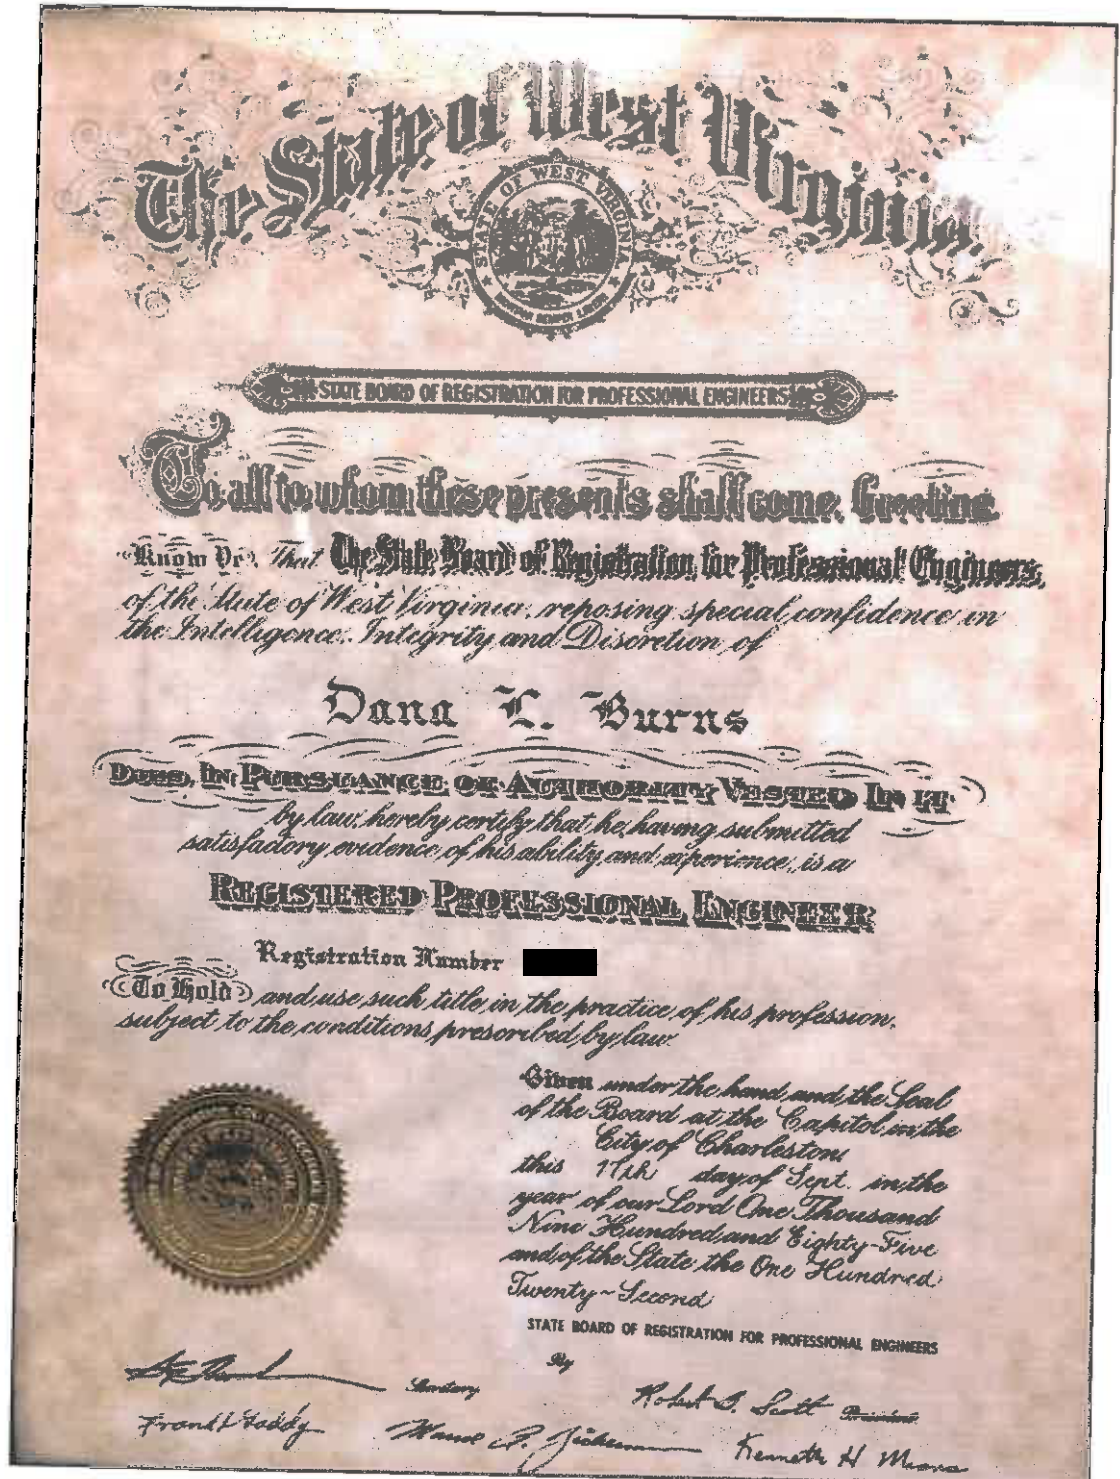 The State of West Virginia.
STATE OF WEST VIRGINIA
MONTANI SEMPER LIBERI
STATE BOARD OF REGISTRATION FOR PROFESSIONAL ENGINEERS
To all to whom these presents shall come, Greeting
Know Ye, That The State Board of Registration for Professional Engineers,
of the State of West Virginia, reposing special confidence in
the Intelligence, Integrity and Discretion of
Dana L. Burns
DOES, IN PURSUANCE OF AUTHORITY VESTED IN IT
by law, hereby certify that he, having submitted
satisfactory evidence of his ability and experience, is a
REGISTERED PROFESSIONAL ENGINEER
Registration Number
To Hold and use such title in the practice of his profession,
subject to the conditions prescribed by law.
Given under the hand and the Seal
of the Board at the Capitol in the
City of Charleston,
this 17th day of Sept. in the
year of our Lord One Thousand
Nine Hundred and Eighty-Five
and of the State the One Hundred
Twenty-Second
STATE BOARD OF REGISTRATION FOR PROFESSIONAL ENGINEERS
By
Secretary
Robert S. Scott President
Frank Gaddy
Kenneth H